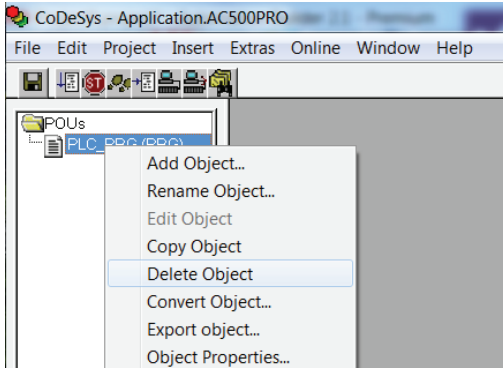 CoDeSys - Application.AC500PRO
File Edit Project Insert Extras Online Window Help
POUs
PLC_PRG (PRG)
Add Object...
Rename Object...
Edit Object
Copy Object
Delete Object
Convert Object...
Export object...
Object Properties...